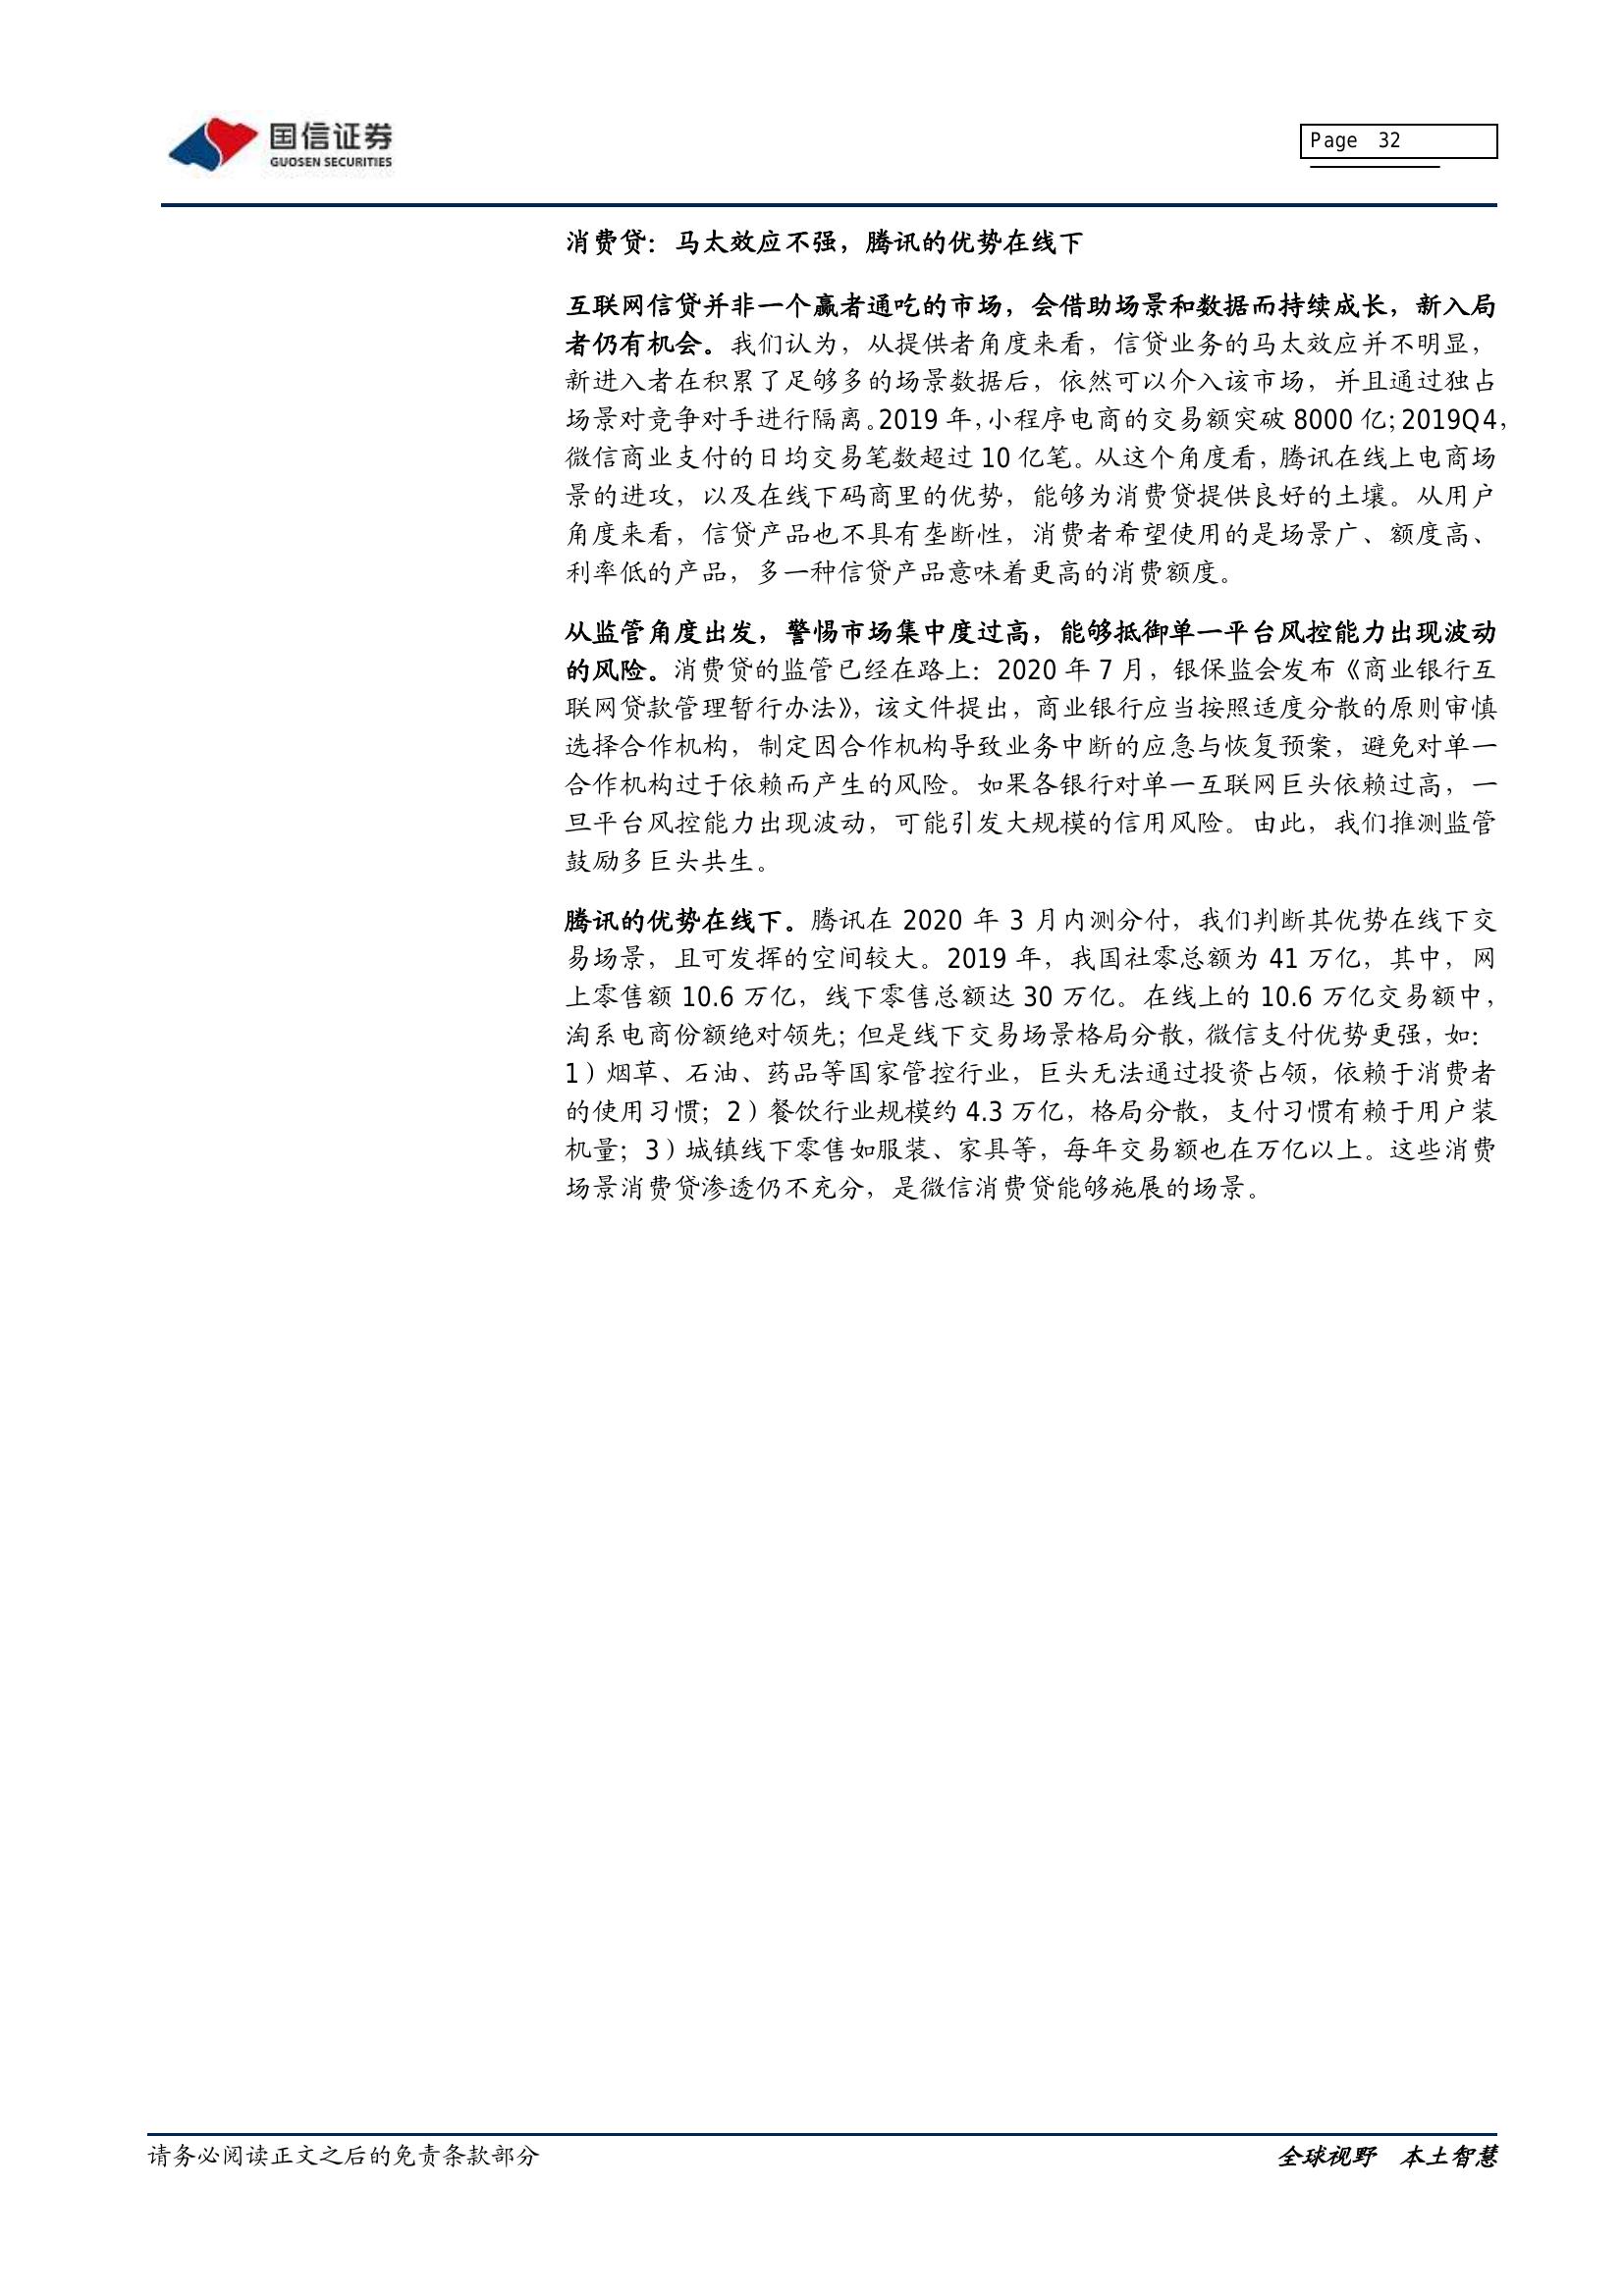 国信证券
GUOSEN SECURITIES
Page 32
消费贷：马太效应不强，腾讯的优势在线下
互联网信贷并非一个赢者通吃的市场，会借助场景和数据而持续成长，新入局
者仍有机会。我们认为，从提供者角度来看，信贷业务的马太效应并不明显，
新进入者在积累了足够多的场景数据后，依然可以介入该市场，并且通过独占
场景对竞争对手进行隔离。2019 年，小程序电商的交易额突破 8000 亿；2019Q4，
微信商业支付的日均交易笔数超过 10 亿笔。从这个角度看，腾讯在线上电商场
景的进攻，以及在线下码商里的优势，能够为消费贷提供良好的土壤。从用户
角度来看，信贷产品也不具有垄断性，消费者希望使用的是场景广、额度高、
利率低的产品，多一种信贷产品意味着更高的消费额度。
从监管角度出发，警惕市场集中度过高，能够抵御单一平台风控能力出现波动
的风险。消费贷的监管已经在路上：2020 年 7 月，银保监会发布《商业银行互
联网贷款管理暂行办法》，该文件提出，商业银行应当按照适度分散的原则审慎
选择合作机构，制定因合作机构导致业务中断的应急与恢复预案，避免对单一
合作机构过于依赖而产生的风险。如果各银行对单一互联网巨头依赖过高，一
旦平台风控能力出现波动，可能引发大规模的信用风险。由此，我们推测监管
鼓励多巨头共生。
腾讯的优势在线下。腾讯在 2020 年 3 月内测分付，我们判断其优势在线下交
易场景，且可发挥的空间较大。2019 年，我国社零总额为 41 万亿，其中，网
上零售额 10.6 万亿，线下零售总额达 30 万亿。在线上的 10.6 万亿交易额中，
淘系电商份额绝对领先；但是线下交易场景格局分散，微信支付优势更强，如：
1）烟草、石油、药品等国家管控行业，巨头无法通过投资占领，依赖于消费者
的使用习惯；2）餐饮行业规模约 4.3 万亿，格局分散，支付习惯有赖于用户装
机量；3）城镇线下零售如服装、家具等，每年交易额也在万亿以上。这些消费
场景消费贷渗透仍不充分，是微信消费贷能够施展的场景。
请务必阅读正文之后的免责条款部分
全球视野 本土智慧